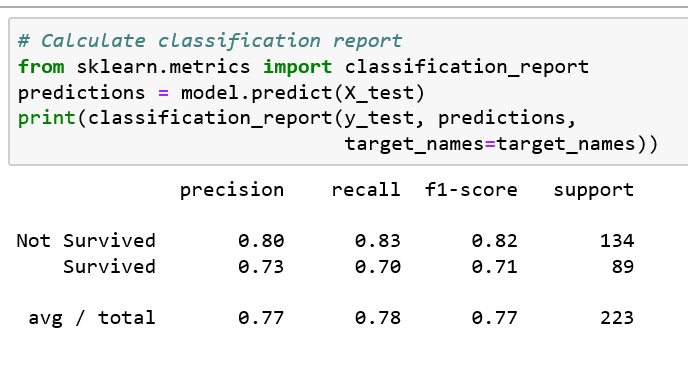 # Calculate classification report
from sklearn.metrics import classification_report
predictions = model.predict(X_test)
print(classification_report(y_test, predictions,
                            target_names=target_names))
              precision    recall  f1-score   support

Not Survived       0.80      0.83      0.82       134
    Survived       0.73      0.70      0.71        89

 avg / total       0.77      0.78      0.77       223